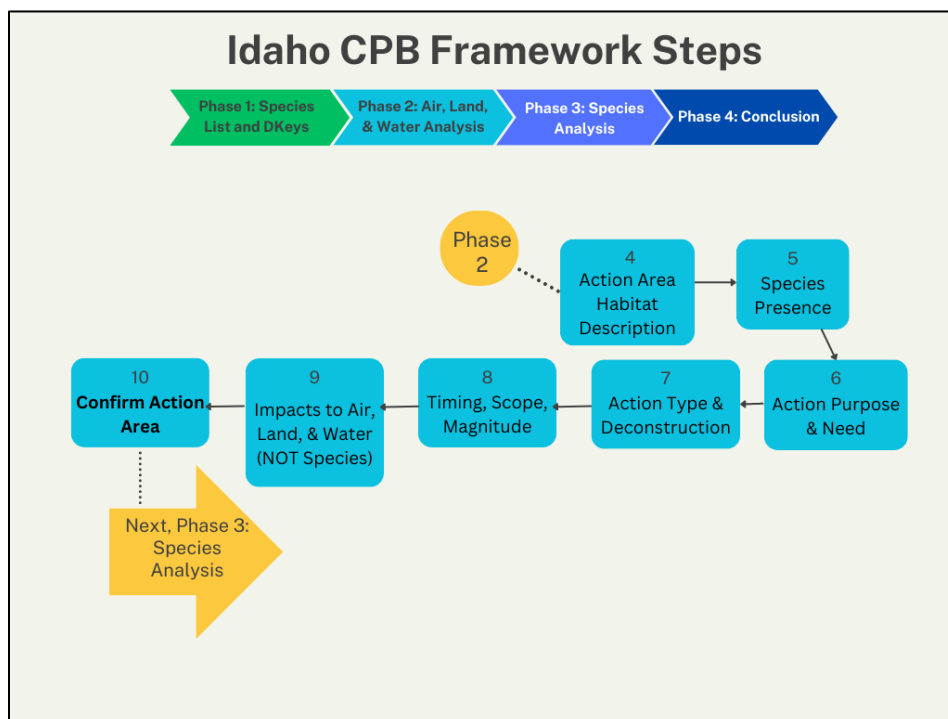 Idaho CPB Framework Steps
Phase 1: Species
List and DKeys
Phase 2: Air, Land,
& Water Analysis
Phase 3: Species
Analysis
Phase 4: Conclusion
Phase
2
4
Action Area
Habitat
Description
5
Species
Presence
6
Action Purpose
& Need
7
Action Type &
Deconstruction
8
Timing, Scope,
Magnitude
9
Impacts to Air,
Land, & Water
(NOT Species)
10
Confirm Action
Area
Next, Phase 3:
Species
Analysis